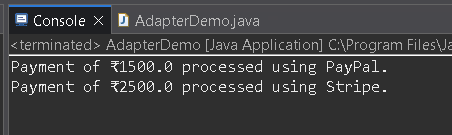 Console
AdapterDemo.java
<terminated> AdapterDemo [Java Application] C:\Program Files\Ja
Payment of ₹1500.0 processed using PayPal.
Payment of ₹2500.0 processed using Stripe.